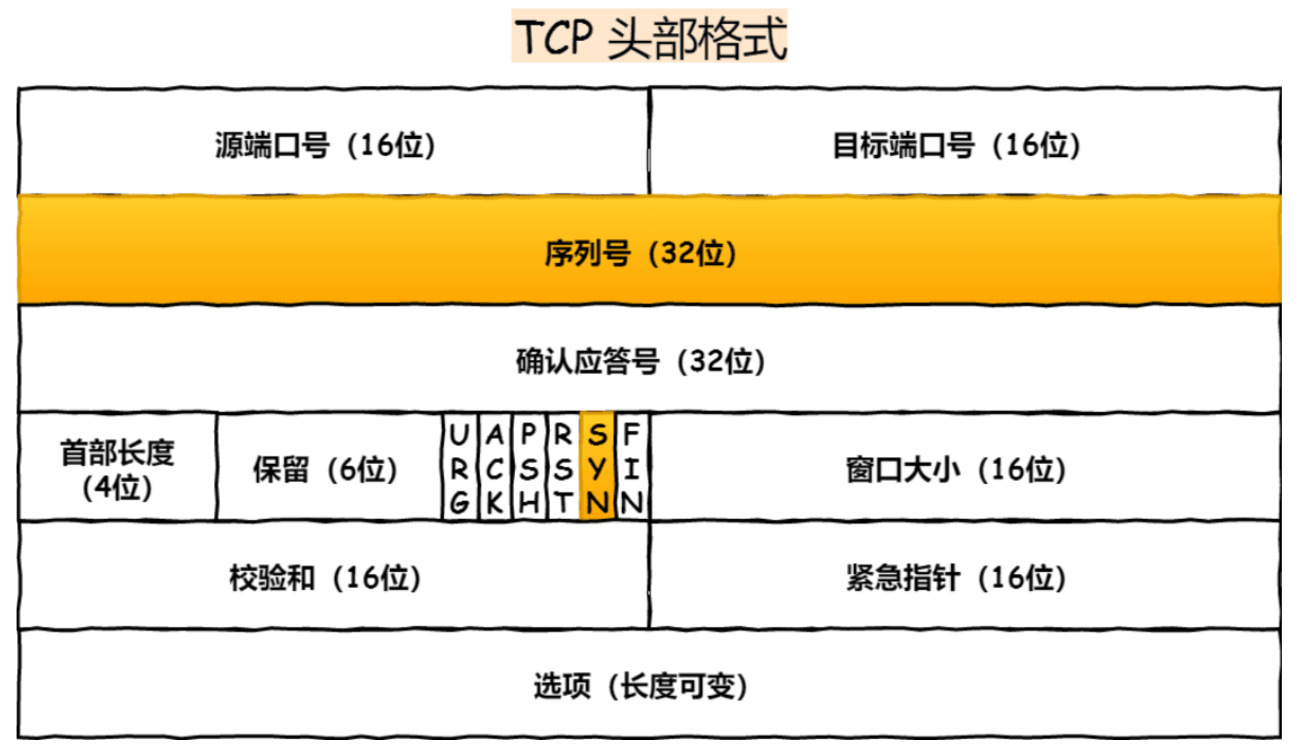 TCP 头部格式
源端口号（16位） 目标端口号（16位）
序列号（32位）
确认应答号（32位）
首部长度
（4位）
保留（6位）
URG
ACK
PSH
RST
SYN
FIN
窗口大小（16位）
校验和（16位） 紧急指针（16位）
选项（长度可变）